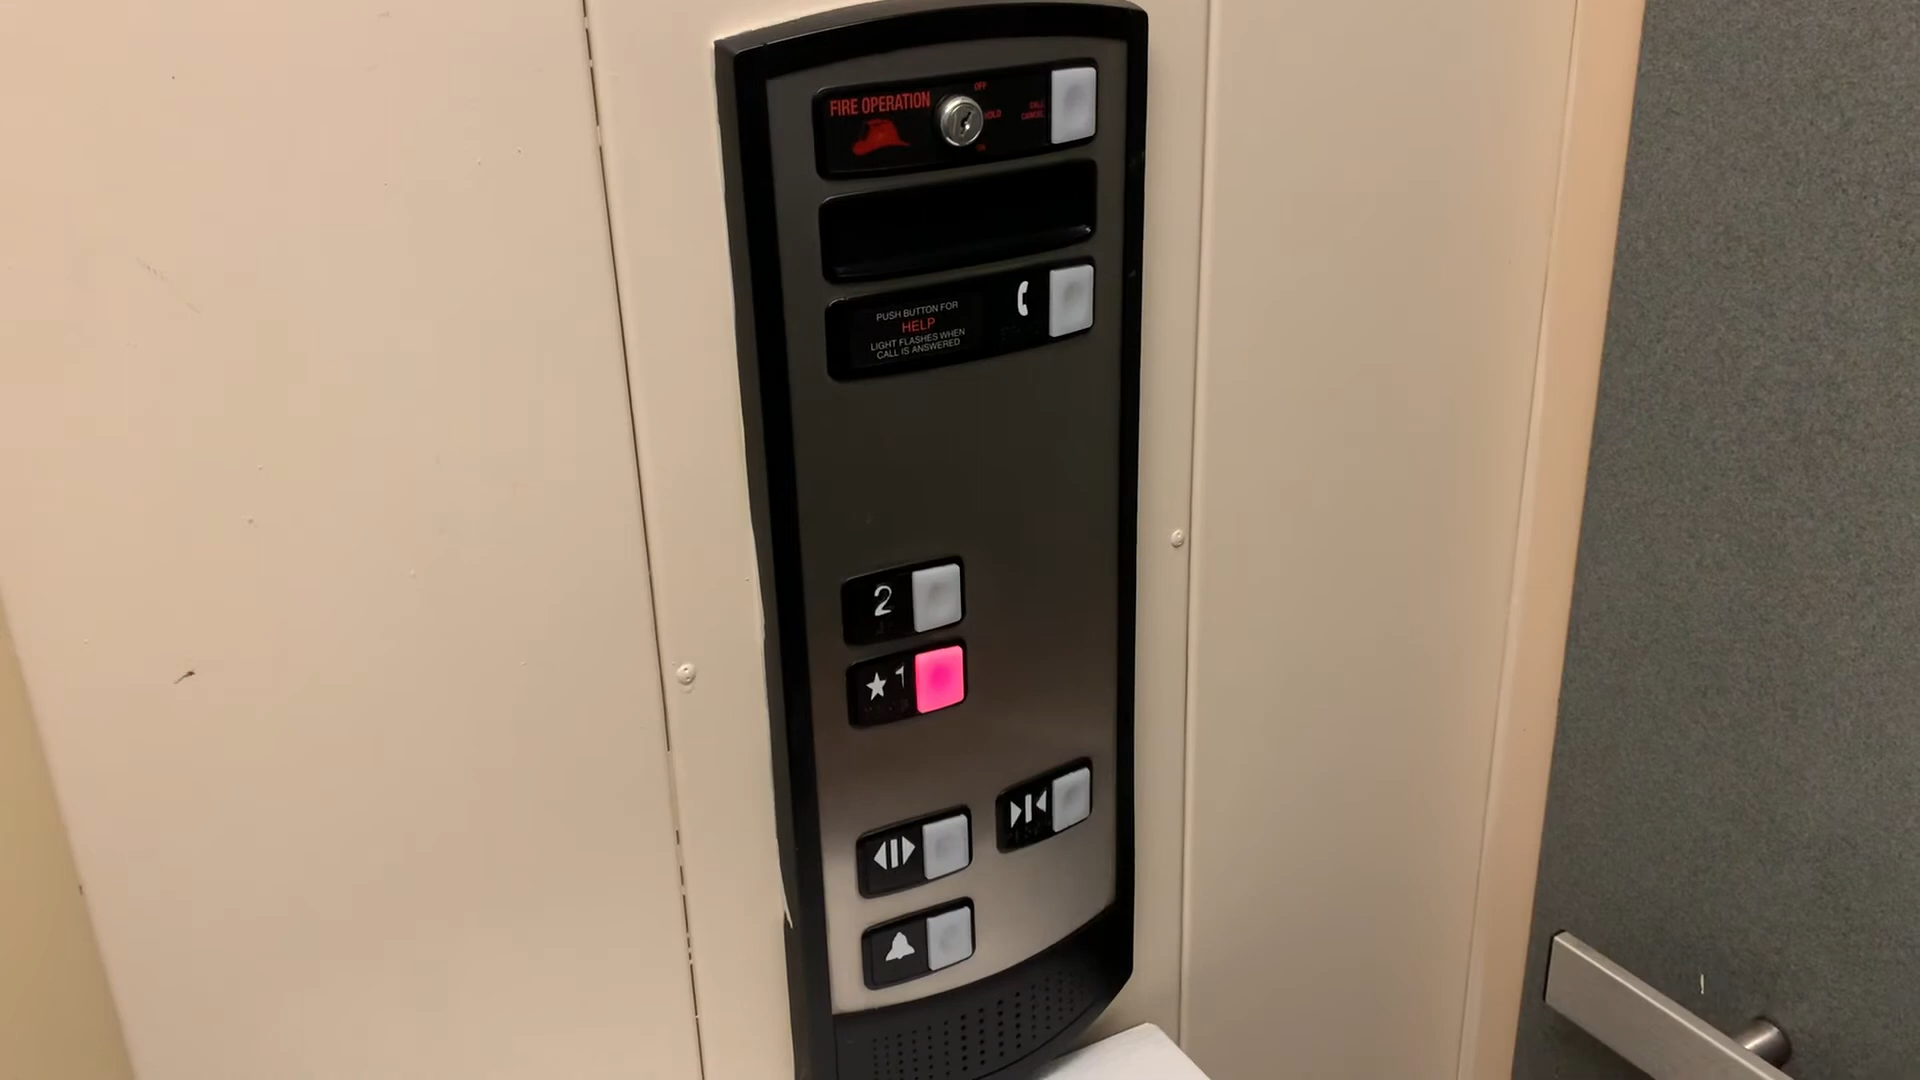 FIRE OPERATION
OFF
HOLD
CALL
CANCEL
ON
PUSH BUTTON FOR
HELP
LIGHT FLASHES WHEN
CALL IS ANSWERED
2
★1